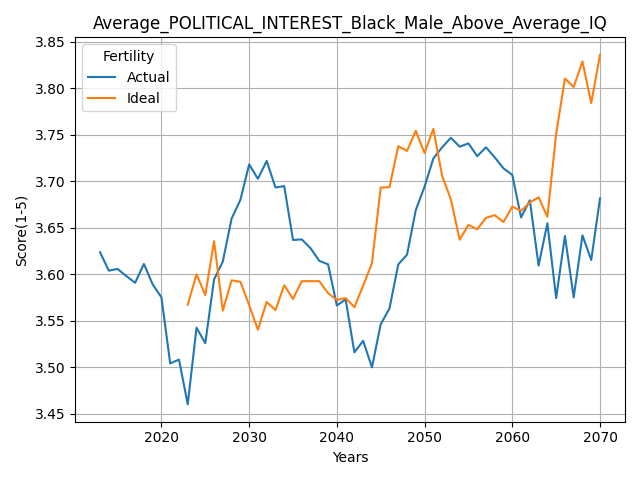 Average_POLITICAL_INTEREST_Black_Male_Above_Average_IQ
Fertility
Actual
Ideal
Score(1-5)
3.85
3.80
3.75
3.70
3.65
3.60
3.55
3.50
3.45
2020 2030 2040 2050 2060 2070
Years